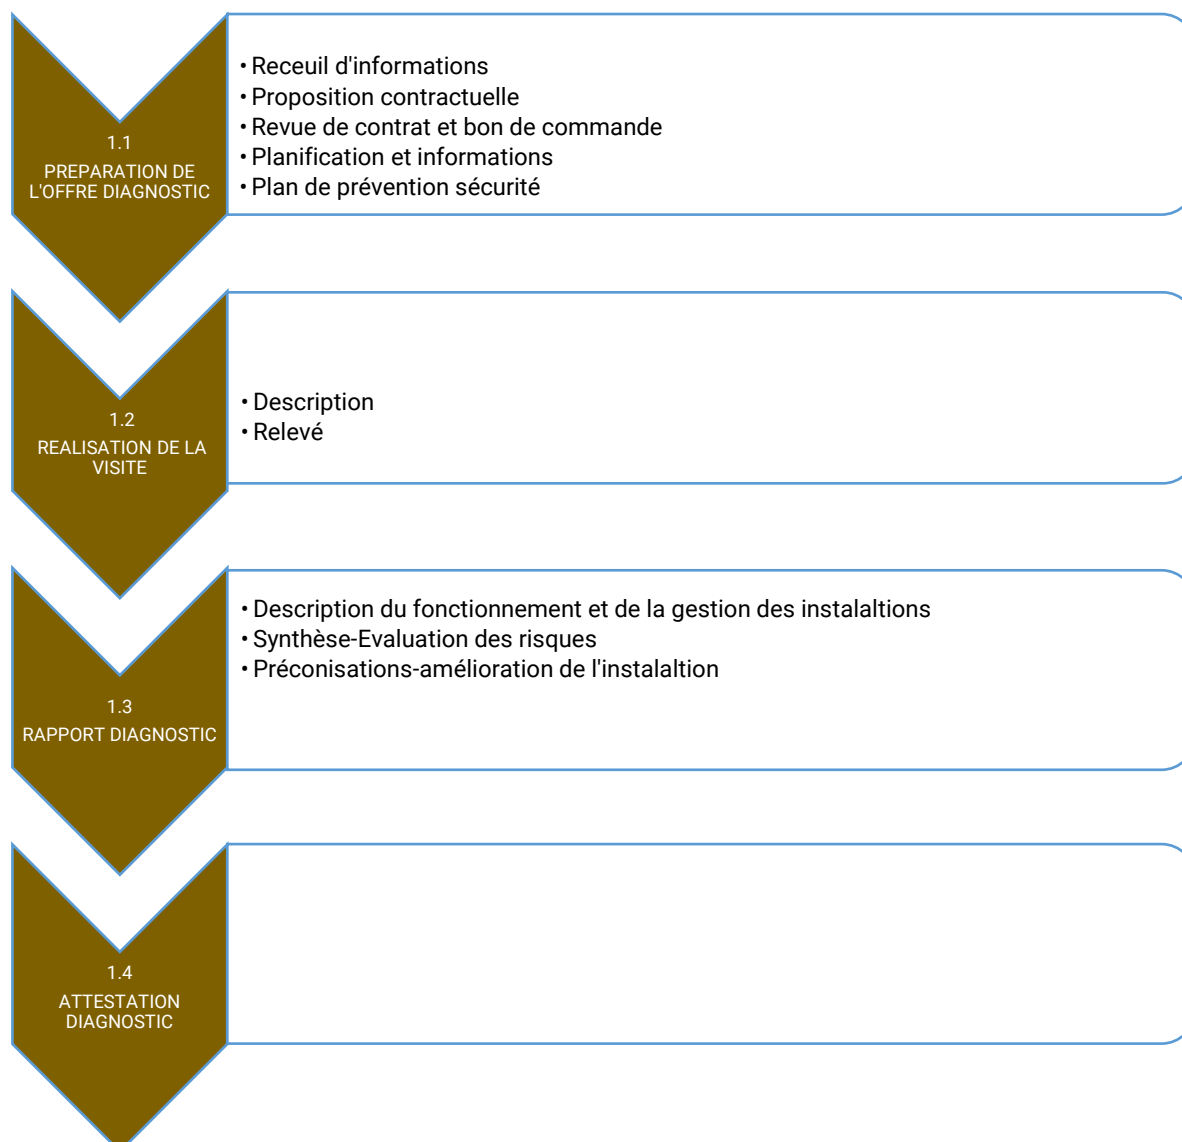 1.1
PREPARATION DE
L'OFFRE DIAGNOSTIC
• Receuil d'informations
• Proposition contractuelle
• Revue de contrat et bon de commande
• Planification et informations
• Plan de prévention sécurité
1.2
REALISATION DE LA
VISITE
• Description
• Relevé
1.3
RAPPORT DIAGNOSTIC
• Description du fonctionnement et de la gestion des instalaltions
• Synthèse-Evaluation des risques
• Préconisations-amélioration de l'instalaltion
1.4
ATTESTATION
DIAGNOSTIC